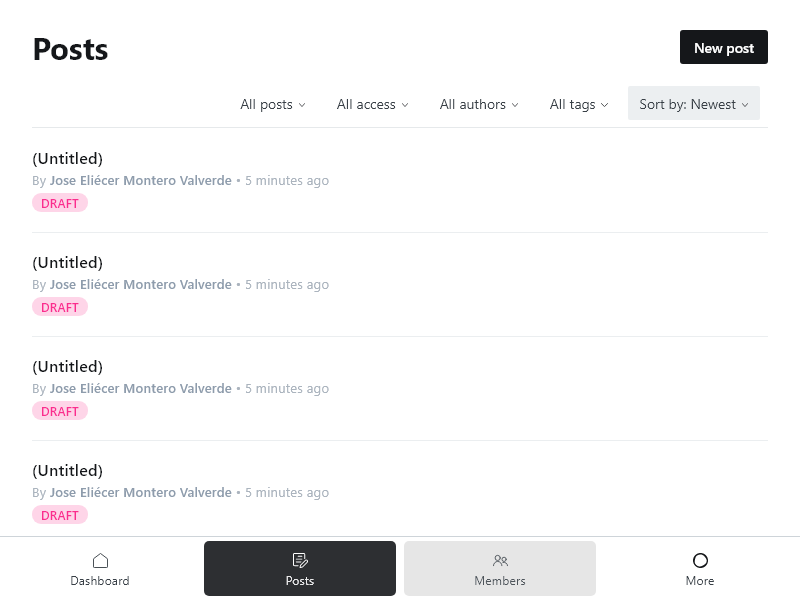 Posts
New post
All posts
All access
All authors
All tags
Sort by: Newest
(Untitled)
By Jose Eliécer Montero Valverde • 5 minutes ago
DRAFT
(Untitled)
By Jose Eliécer Montero Valverde • 5 minutes ago
DRAFT
(Untitled)
By Jose Eliécer Montero Valverde • 5 minutes ago
DRAFT
(Untitled)
By Jose Eliécer Montero Valverde • 5 minutes ago
DRAFT
Dashboard
Posts
Members
More